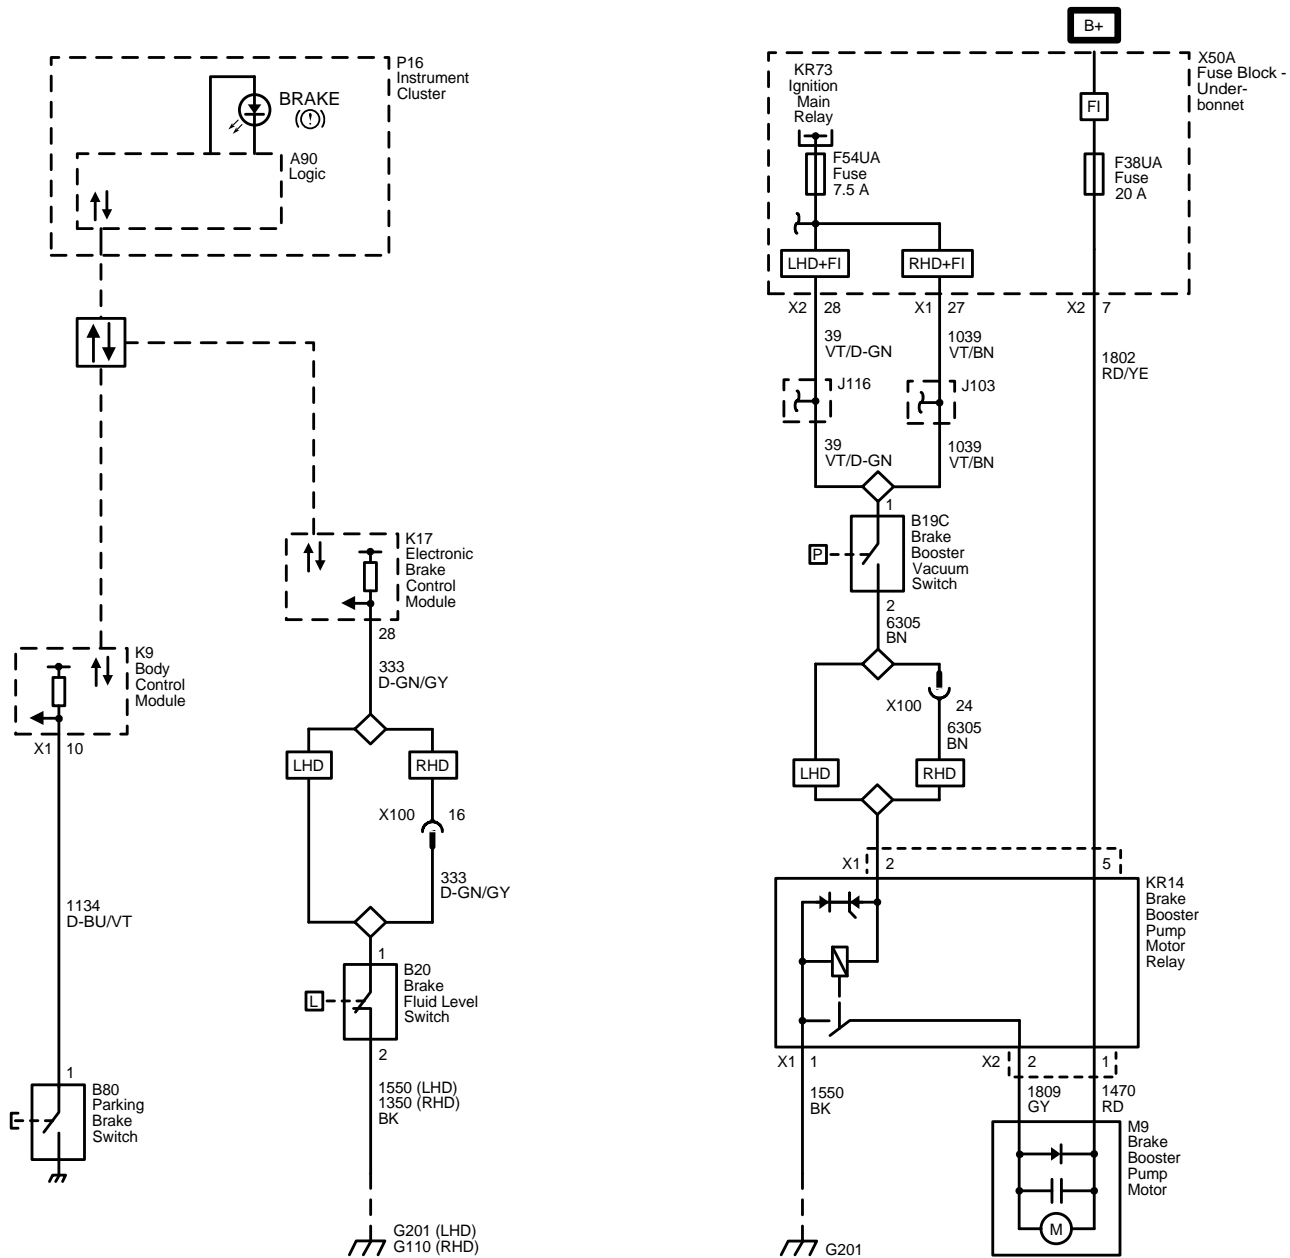 B+
P16
Instrument
Cluster
BRAKE
A90
Logic
X50A
Fuse Block -
Under-
bonnet
KR73
Ignition
Main
Relay
FI
F54UA
Fuse
7.5 A
F38UA
Fuse
20 A
LHD+FI
RHD+FI
X2 28
X1 27
X2 7
39
VT/D-GN
1039
VT/BN
1802
RD/YE
J116
J103
39
VT/D-GN
1039
VT/BN
1
B19C
Brake
Booster
Vacuum
Switch
P
2
6305
BN
K17
Electronic
Brake
Control
Module
28
333
D-GN/GY
K9
Body
Control
Module
X1 10
LHD
RHD
X100 16
333
D-GN/GY
X100 24
6305
BN
LHD
RHD
1134
D-BU/VT
1
B20
Brake
Fluid Level
Switch
L
2
X1 2
5
KR14
Brake
Booster
Pump
Motor
Relay
X1 1
X2 2
1
1550 (LHD)
1350 (RHD)
BK
1
B80
Parking
Brake
Switch
1550
BK
1809
GY
1470
RD
M9
Brake
Booster
Pump
Motor
M
G201 (LHD)
G110 (RHD)
G201